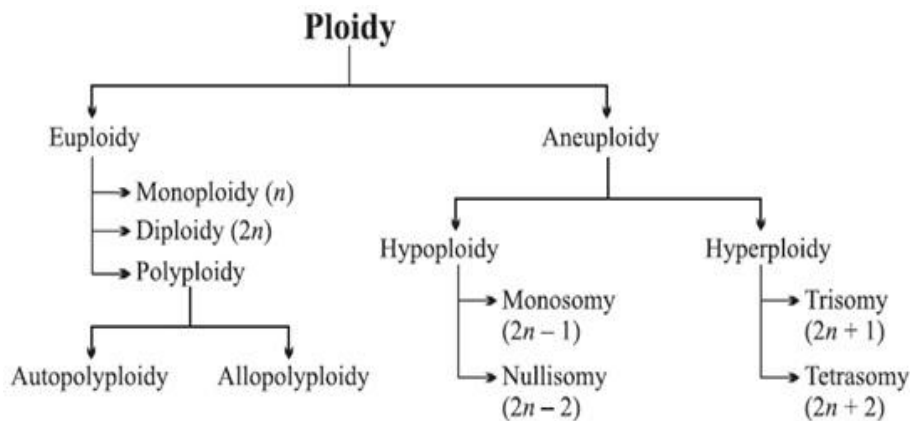 Ploidy
Euploidy
Aneuploidy
Monoploidy (n)
Diploidy (2n)
Polyploidy
Autopolyploidy
Allopolyploidy
Hypoploidy
Hyperploidy
Monosomy
(2n – 1)
Nullisomy
(2n – 2)
Trisomy
(2n + 1)
Tetrasomy
(2n + 2)